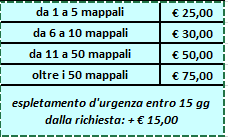 da 1 a 5 mappali € 25,00
da 6 a 10 mappali € 30,00
da 11 a 50 mappali € 50,00
oltre i 50 mappali € 75,00
espletamento d'urgenza entro 15 gg
dalla richiesta: + € 15,00